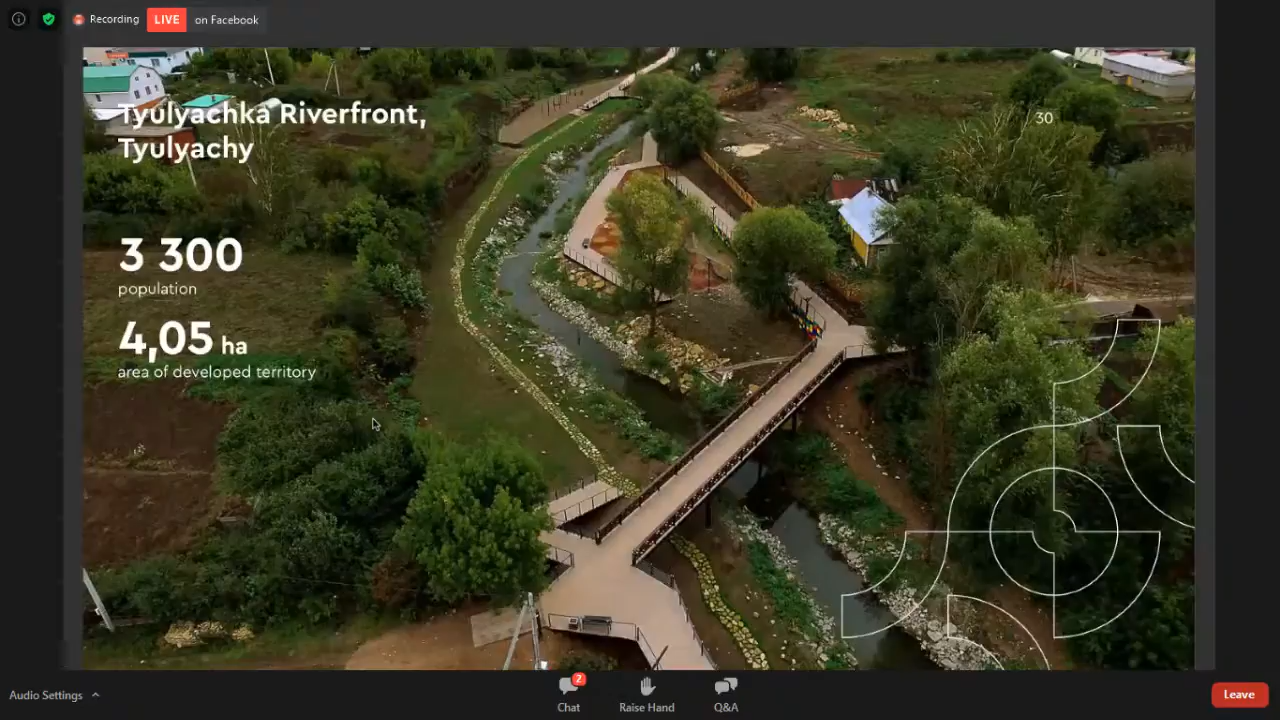 Recording LIVE on Facebook
Tyulyachka Riverfront,
Tyulyachy
30
3 300
population
4,05 ha
area of developed territory
Audio Settings
2
Chat
Raise Hand
Q&A
Leave